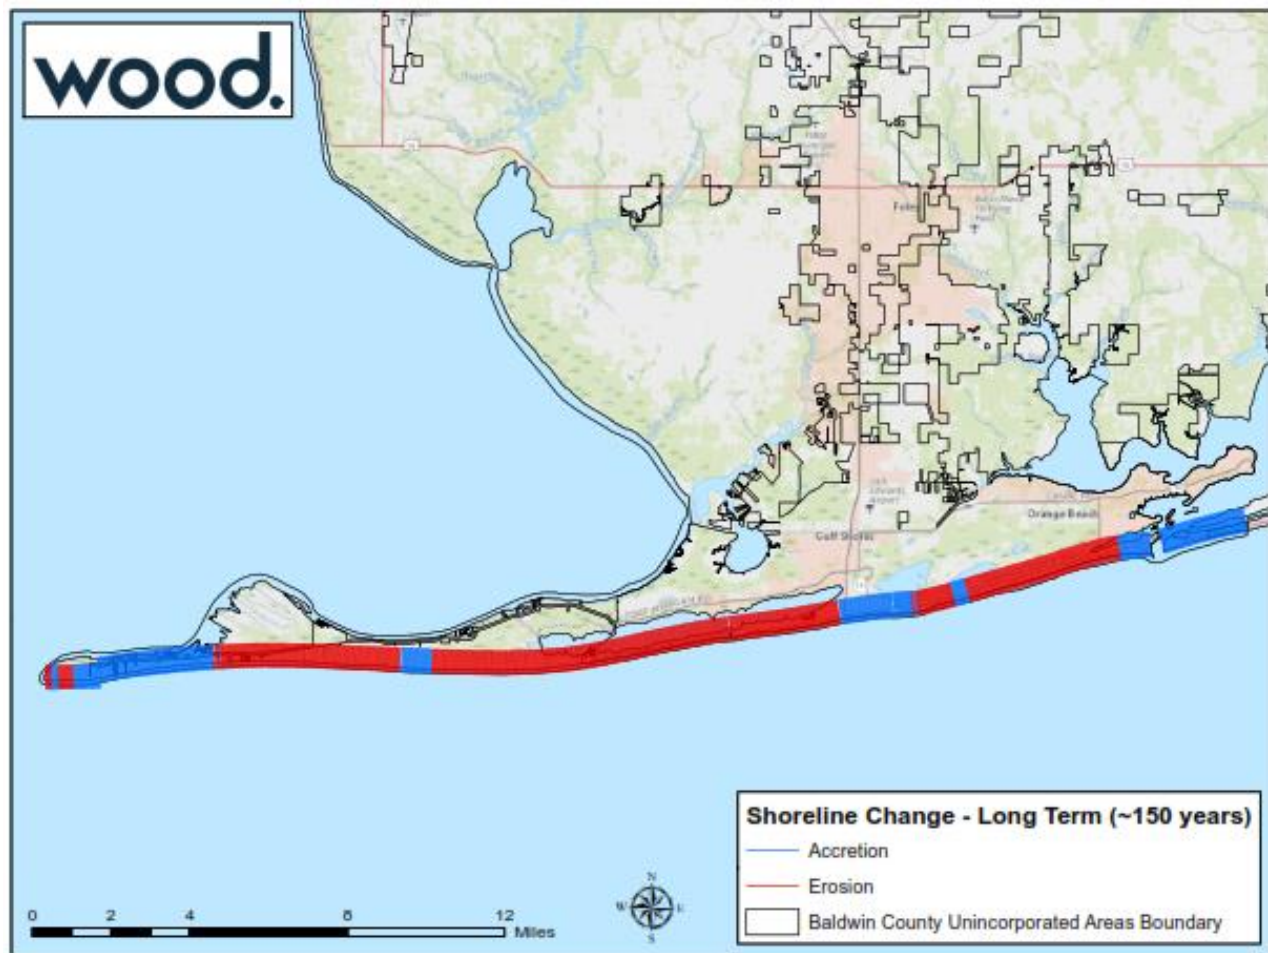 wood.
Foley
Gulf Shores
Orange Beach
N
W E
S
Shoreline Change - Long Term (~150 years)
Accretion
Erosion
Baldwin County Unincorporated Areas Boundary
0 2 4 8 12
Miles